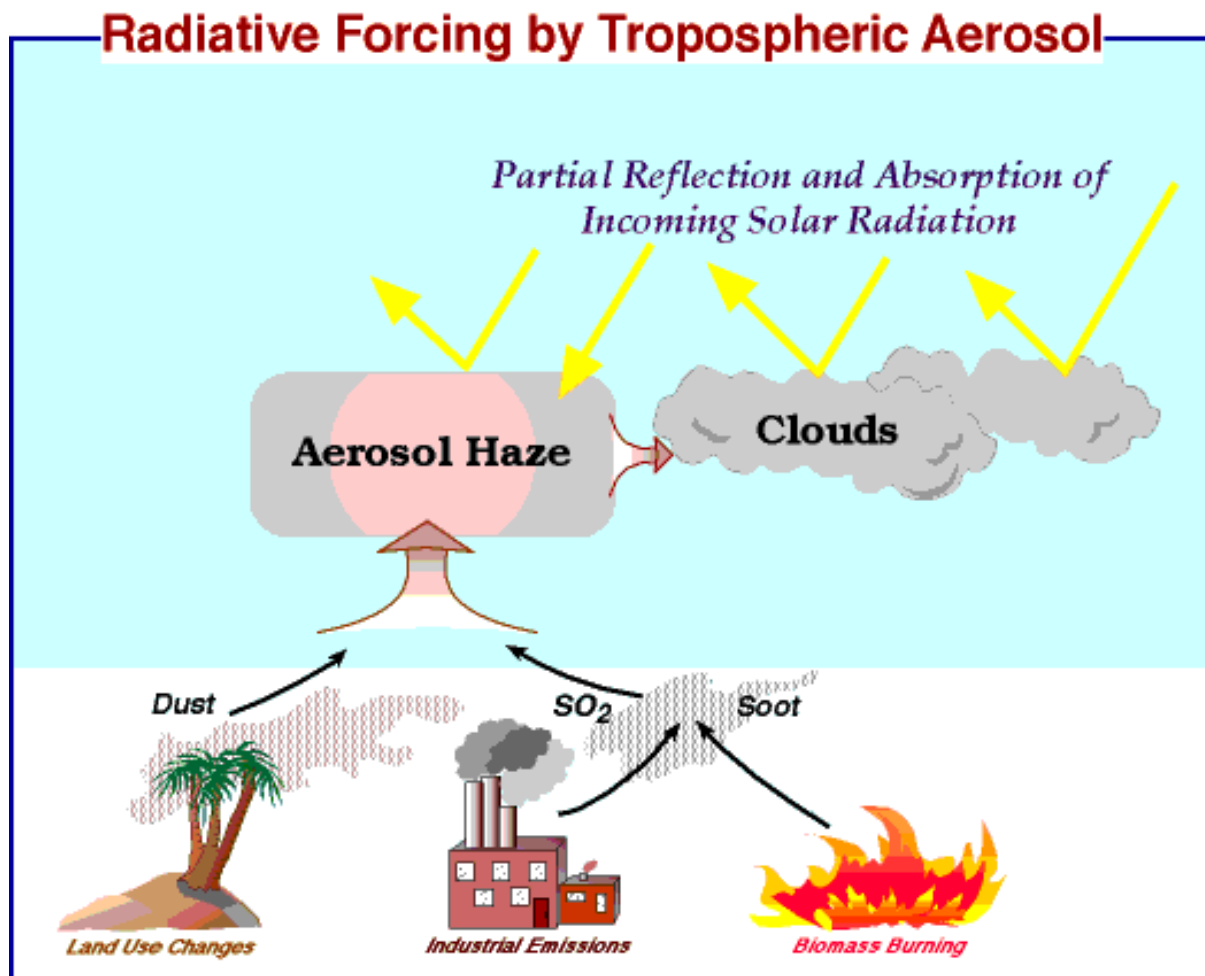 Radiative Forcing by Tropospheric Aerosol
Partial Reflection and Absorption of
Incoming Solar Radiation
Aerosol Haze
Clouds
Dust
SO₂
Soot
Land Use Changes
Industrial Emissions
Biomass Burning